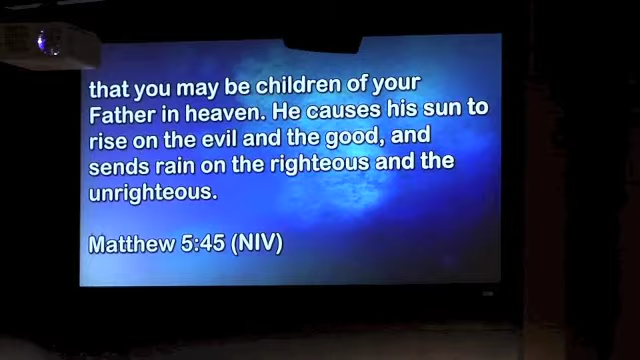 that you may be children of your
Father in heaven. He causes his sun to
rise on the evil and the good, and
sends rain on the righteous and the
unrighteous.
Matthew 5:45 (NIV)